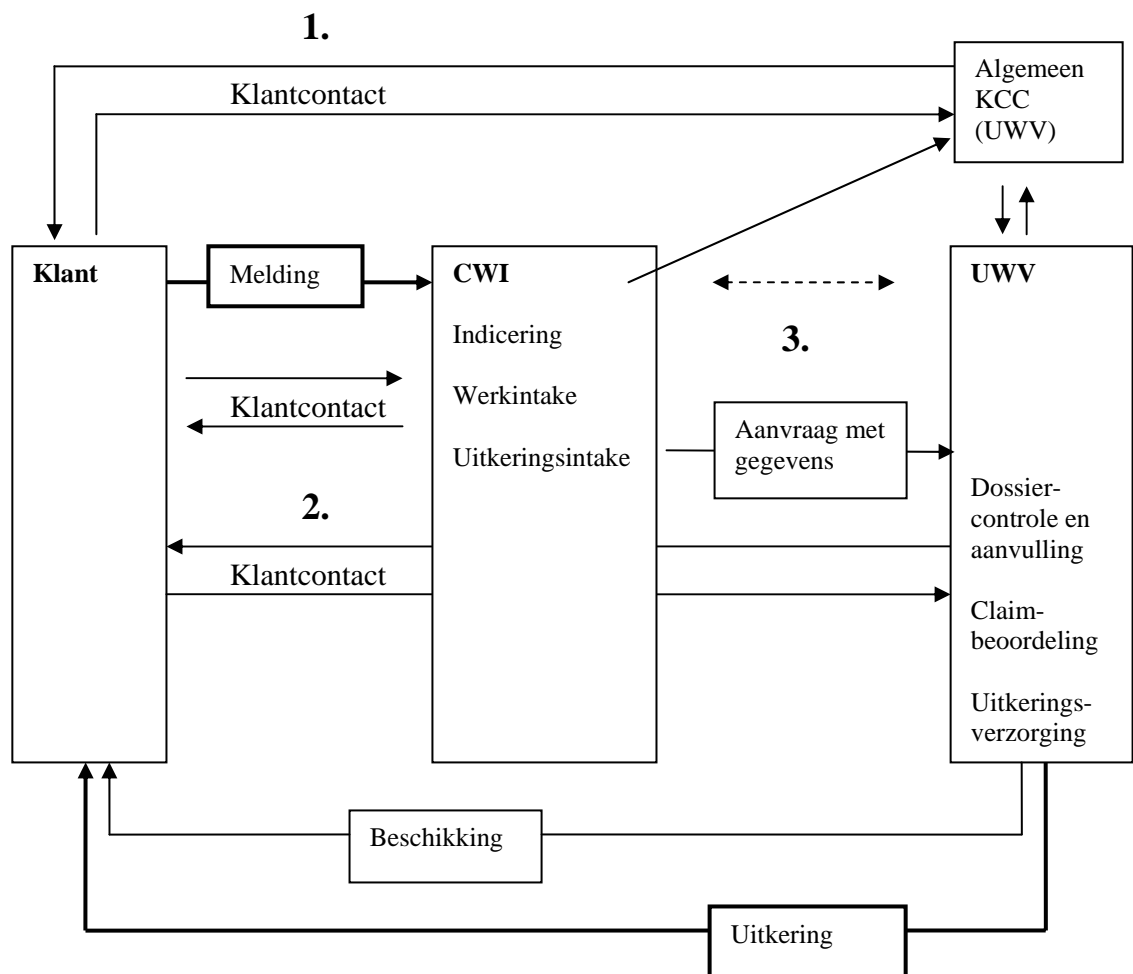 1.
Algemeen
KCC
(UWV)
Klantcontact
Klant
Melding
CWI
UWV
Indicering
3.
Werkintake
Klantcontact
Aanvraag met
gegevens
Uitkeringsintake
Dossier-
controle en
aanvulling
2.
Klantcontact
Claim-
beoordeling
Uitkerings-
verzorging
Beschikking
Uitkering